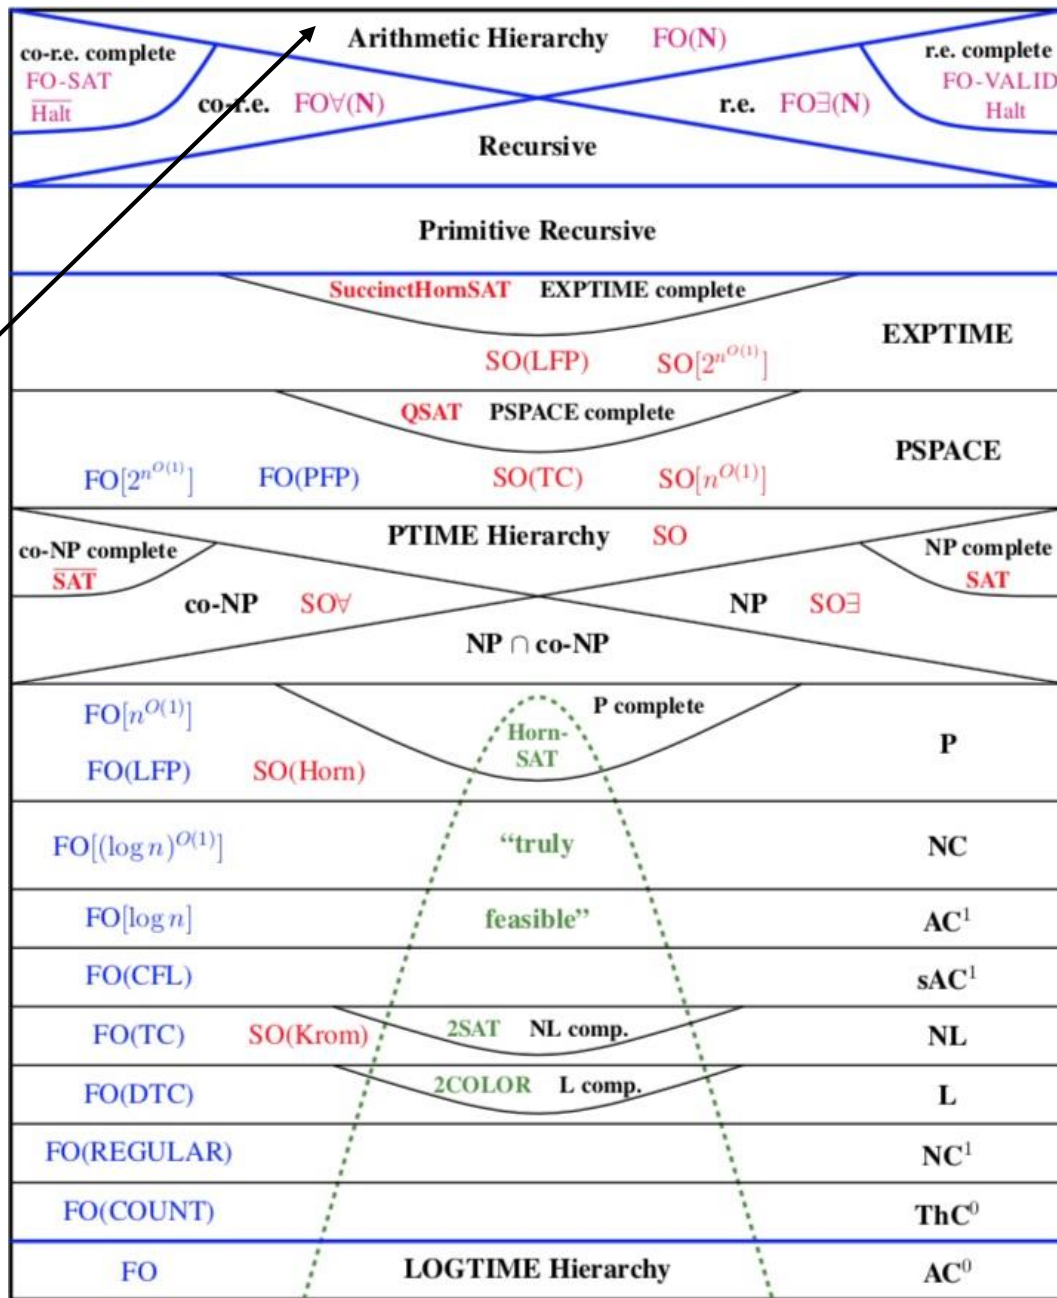 Arithmetic Hierarchy FO(N)
co-r.e. complete
FO-SAT
H̅a̅l̅t̅
co-r.e. FO∀(N)
r.e. FO∃(N)
r.e. complete
FO-VALID
Halt
Recursive
Primitive Recursive
SuccinctHornSAT EXPTIME complete
EXPTIME
SO(LFP) SO[2^{n^{O(1)}}]
QSAT PSPACE complete
PSPACE
FO[2^{n^{O(1)}}] FO(PFP) SO(TC) SO[n^{O(1)}]
PTIME Hierarchy SO
co-NP complete
S̅A̅T̅
NP complete
SAT
co-NP SO∀
NP SO∃
NP ∩ co-NP
FO[n^{O(1)}]
P complete
Horn-
SAT
P
FO(LFP) SO(Horn)
FO[(log n)^{O(1)}] “truly NC
FO[log n] feasible” AC¹
FO(CFL) sAC¹
FO(TC) SO(Krom) 2SAT NL comp. NL
FO(DTC) 2COLOR L comp. L
FO(REGULAR) NC¹
FO(COUNT) ThC⁰
FO LOGTIME Hierarchy AC⁰